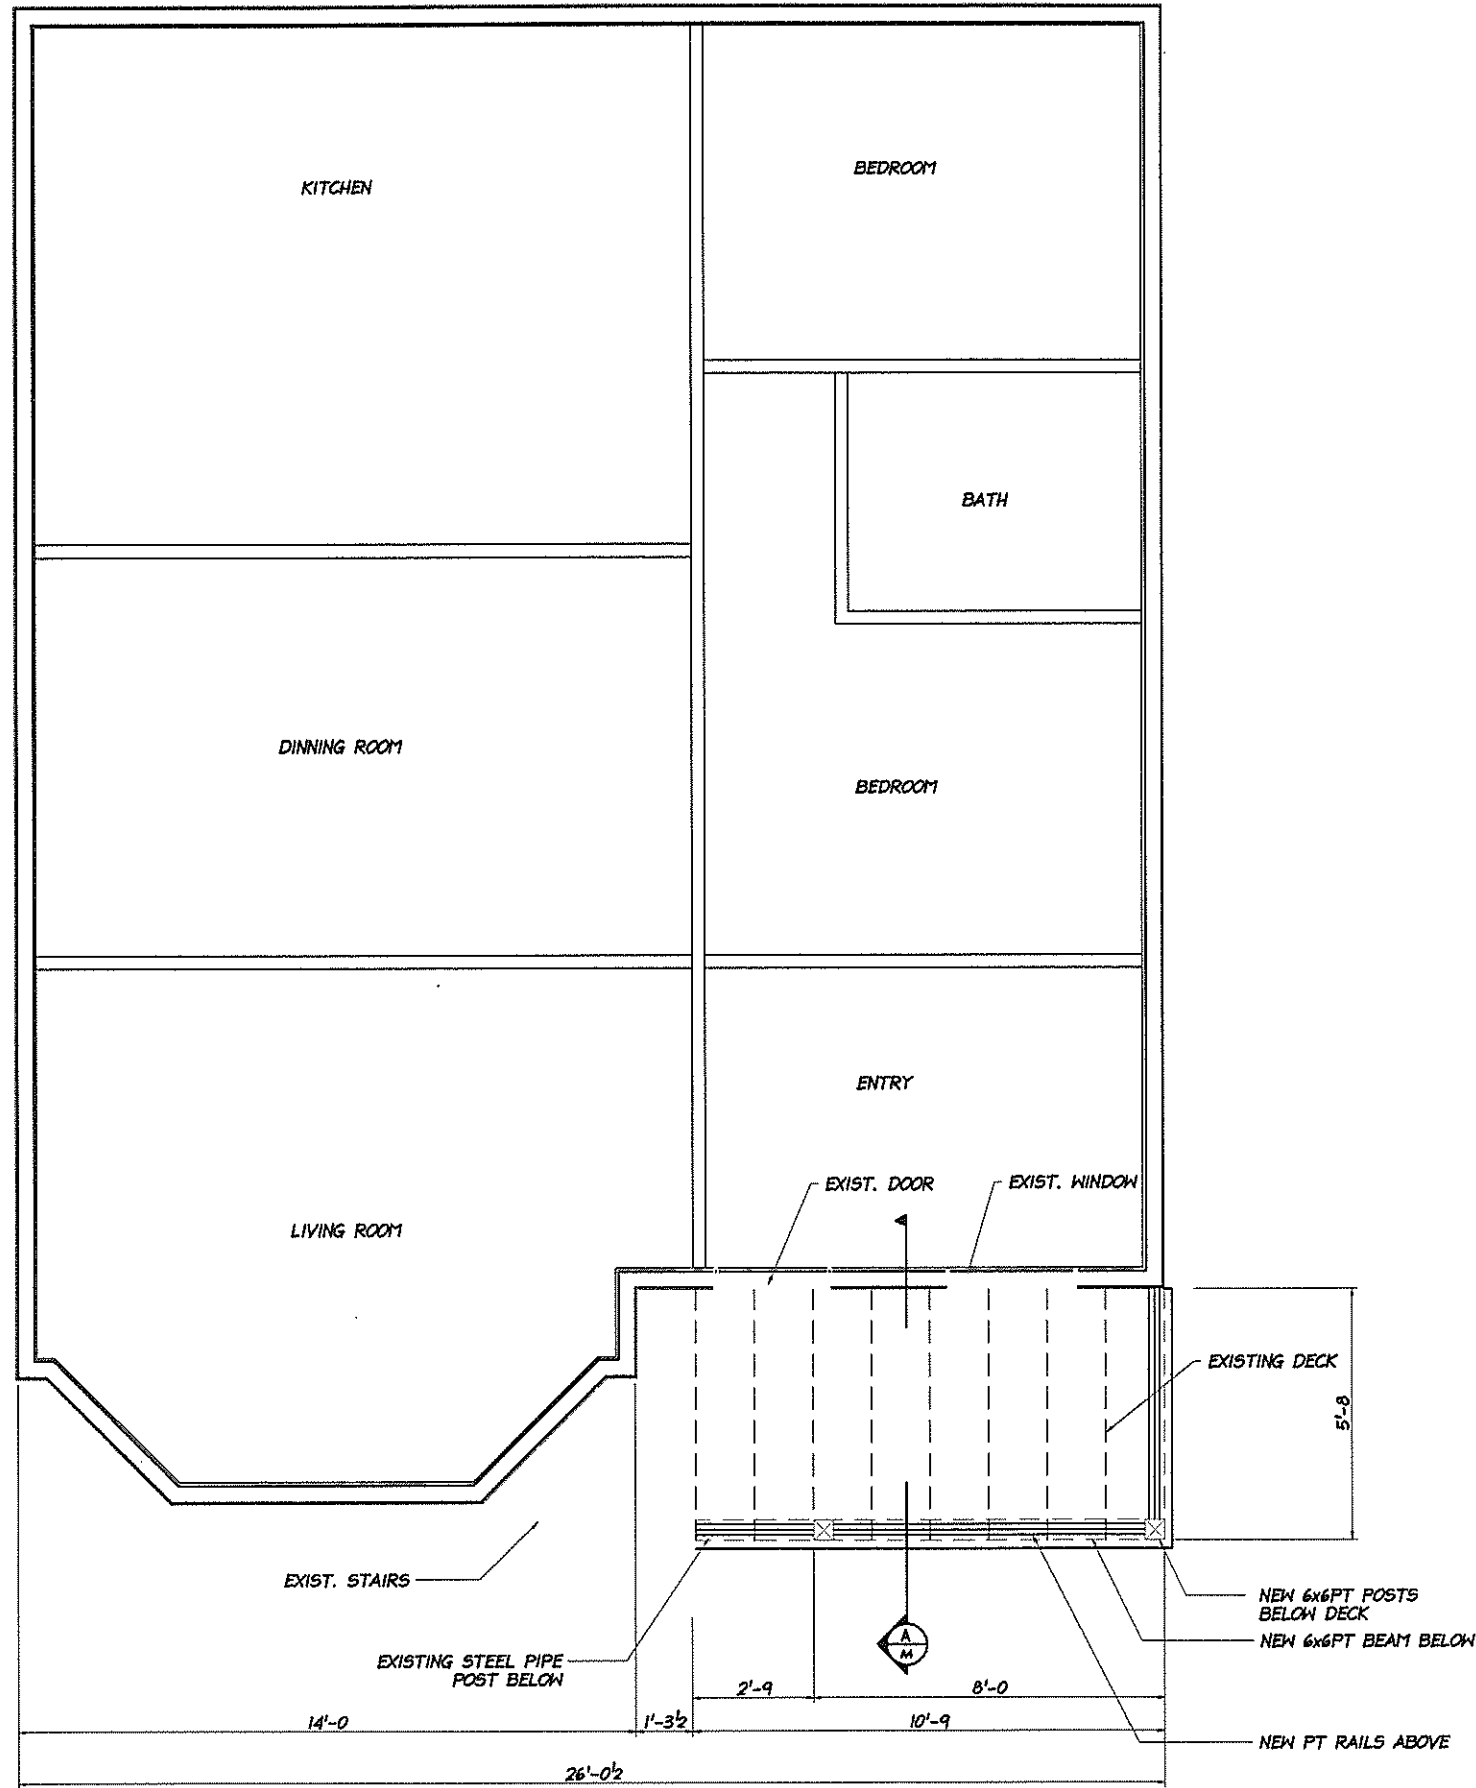 KITCHEN
BEDROOM
BATH
DINNING ROOM
BEDROOM
ENTRY
EXIST. DOOR
EXIST. WINDOW
LIVING ROOM
EXISTING DECK
5'-8
EXIST. STAIRS
NEW 6x6PT POSTS
BELOW DECK
NEW 6x6PT BEAM BELOW
A
M
EXISTING STEEL PIPE
POST BELOW
2'-9
8'-0
14'-0
1'-3½
10'-9
NEW PT RAILS ABOVE
26'-0½